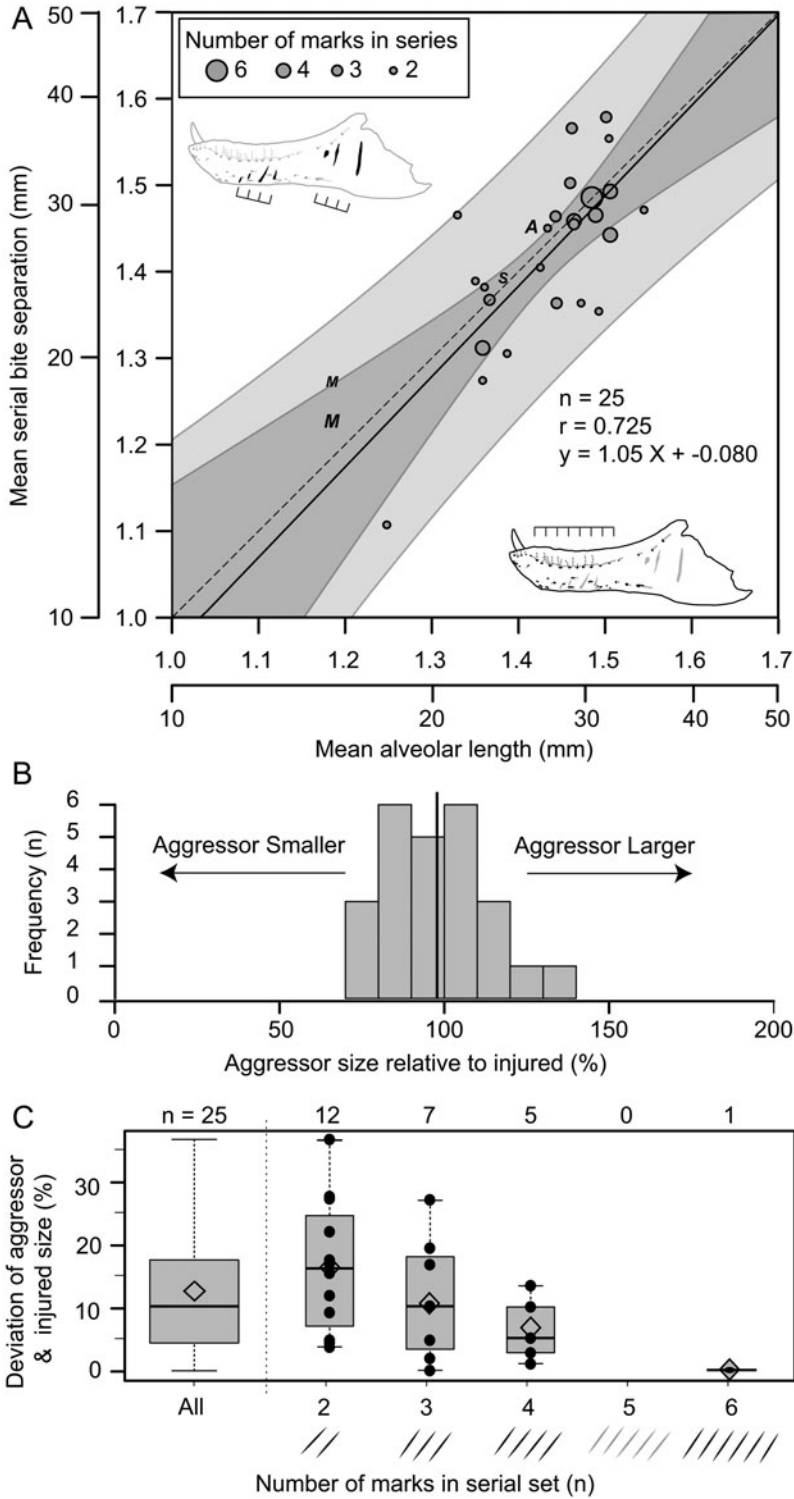 A
Number of marks in series
6 4 3 2
Mean serial bite separation (mm)
50
40
30
20
10
1.7
1.6
1.5
1.4
1.3
1.2
1.1
1.0
A
S
M
M
n = 25
r = 0.725
y = 1.05 X + -0.080
1.0 1.1 1.2 1.3 1.4 1.5 1.6 1.7
10 20 30 40 50
Mean alveolar length (mm)
B
Frequency (n)
6
5
4
3
2
1
0
Aggressor Smaller
Aggressor Larger
0 50 100 150 200
Aggressor size relative to injured (%)
C
n = 25 12 7 5 0 1
Deviation of aggressor
& injured size (%)
30
20
10
0
All 2 3 4 5 6
Number of marks in serial set (n)